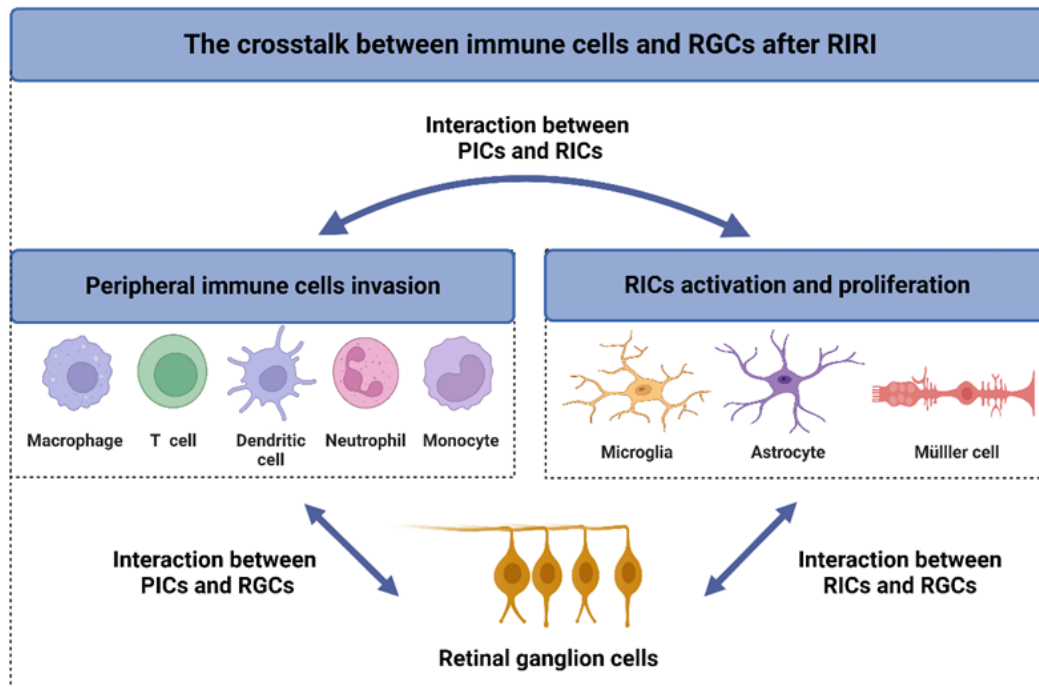 The crosstalk between immune cells and RGCs after RIRI
Interaction between
PICs and RICs
Peripheral immune cells invasion
RICs activation and proliferation
Macrophage
T cell
Dendritic
cell
Neutrophil
Monocyte
Microglia
Astrocyte
Mülller cell
Interaction between
PICs and RGCs
Interaction between
RICs and RGCs
Retinal ganglion cells